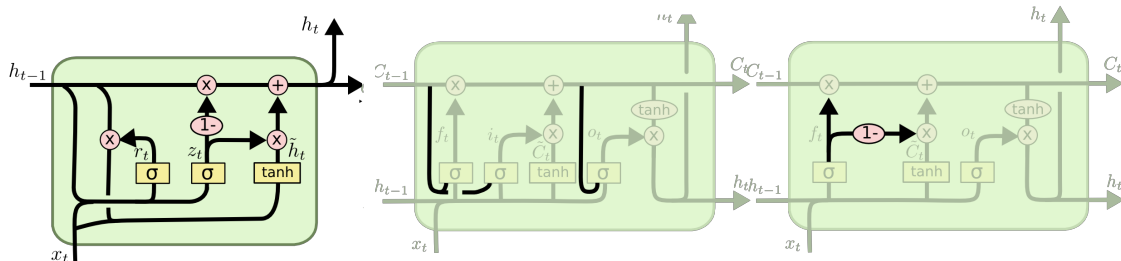 h_t
h_{t-1}
x
+
1-
x
r_t
z_t
x
h̃_t
σ
σ
tanh
x_t
h_t
C_{t-1}
x
+
C_t
tanh
f_t
i_t
x
o_t
x
C̃_t
σ
σ
tanh
σ
h_{t-1}
h_t
x_t
h_t
C_{t-1}
x
+
C_t
tanh
f_t
1-
x
o_t
x
C̃_t
σ
tanh
σ
h_{t-1}
h_t
x_t